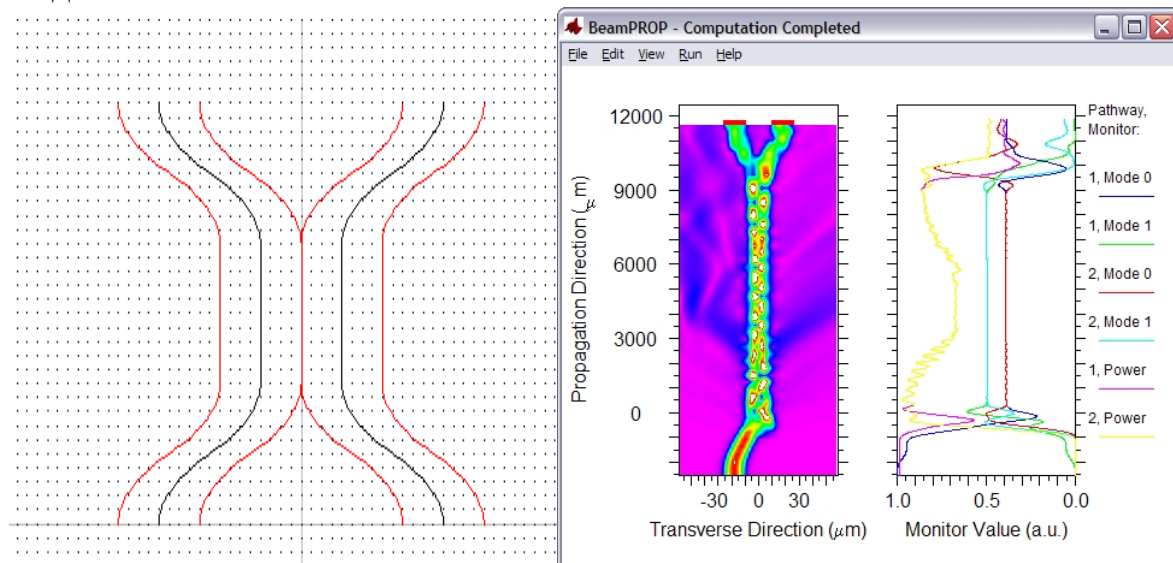 BeamPROP - Computation Completed
File Edit View Run Help
12000
9000
6000
3000
0
Propagation Direction (μm)
-30 0 30
Transverse Direction (μm)
1.0 0.5 0.0
Monitor Value (a.u.)
Pathway,
Monitor:
1, Mode 0
1, Mode 1
2, Mode 0
2, Mode 1
1, Power
2, Power